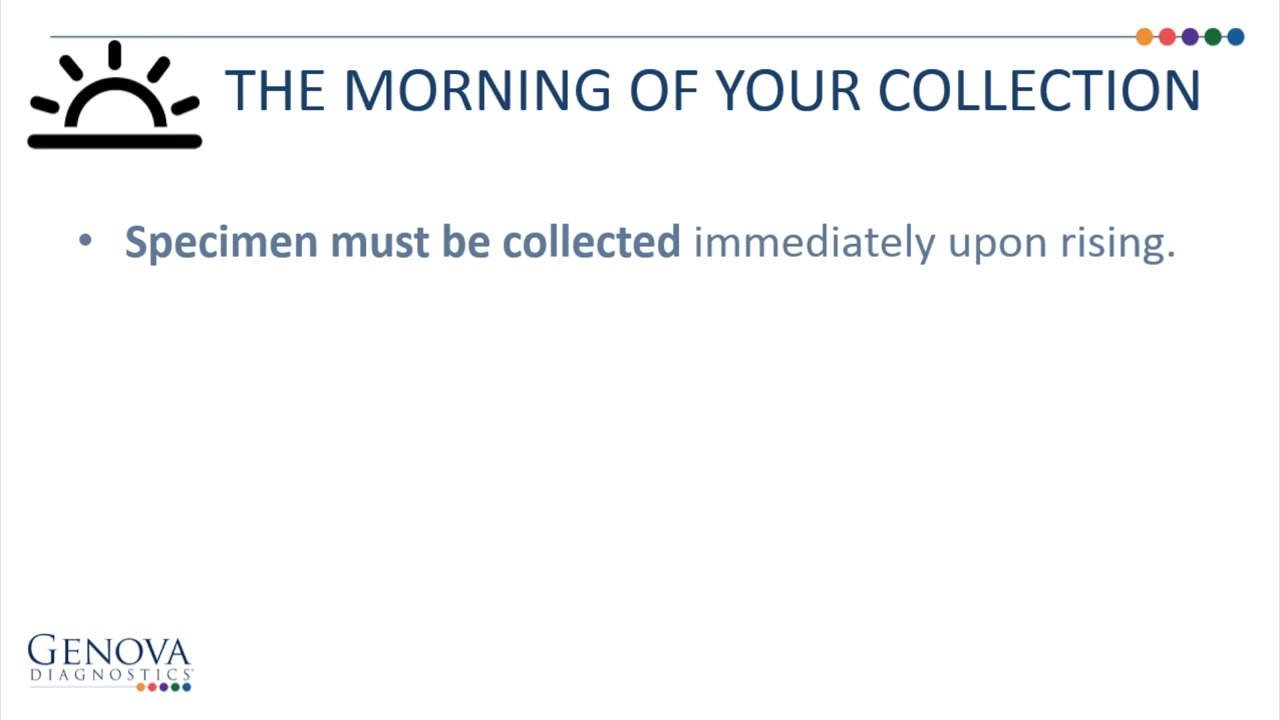 THE MORNING OF YOUR COLLECTION
• Specimen must be collected immediately upon rising.
GENOVA
DIAGNOSTICS